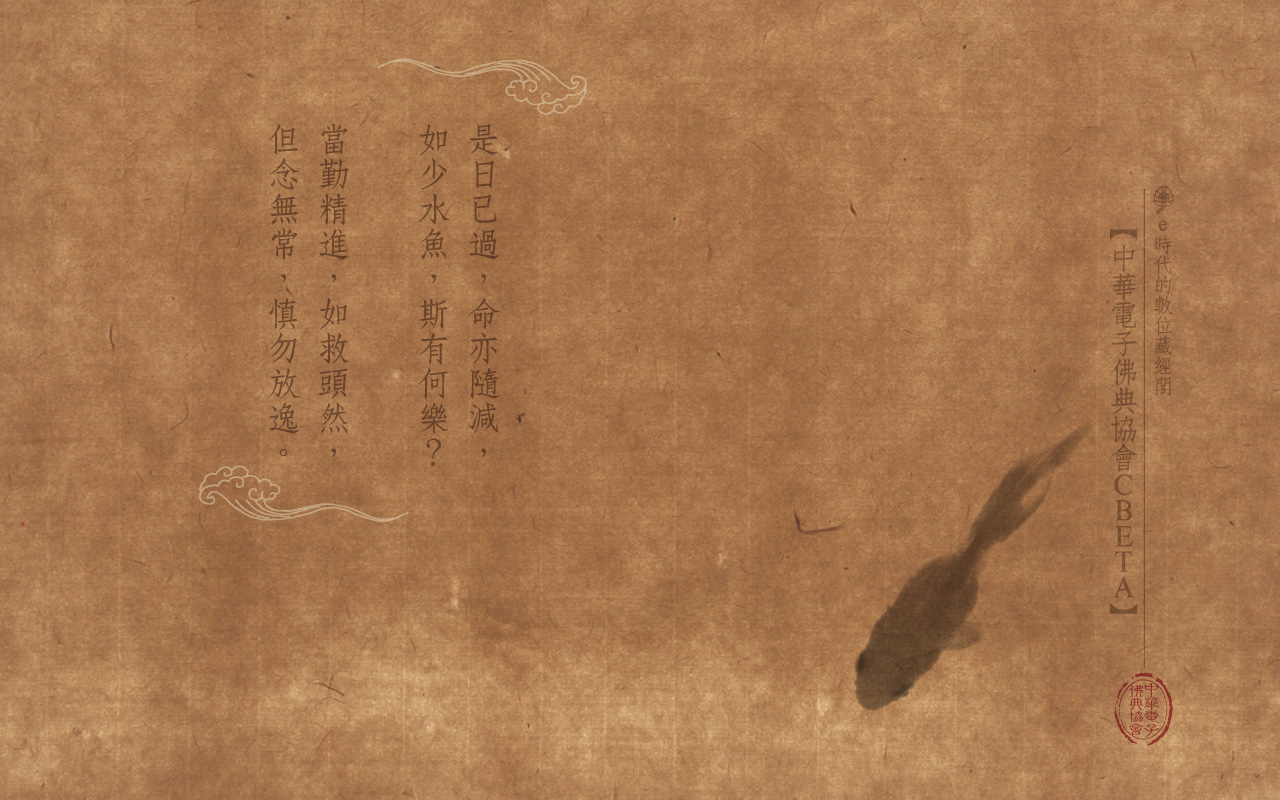 e時代的數位藏經閣
【中華電子佛典協會CBETA】
中華電子
佛典協會
是日已過，命亦隨減，
如少水魚，斯有何樂？
當勤精進，如救頭然，
但念無常，慎勿放逸。